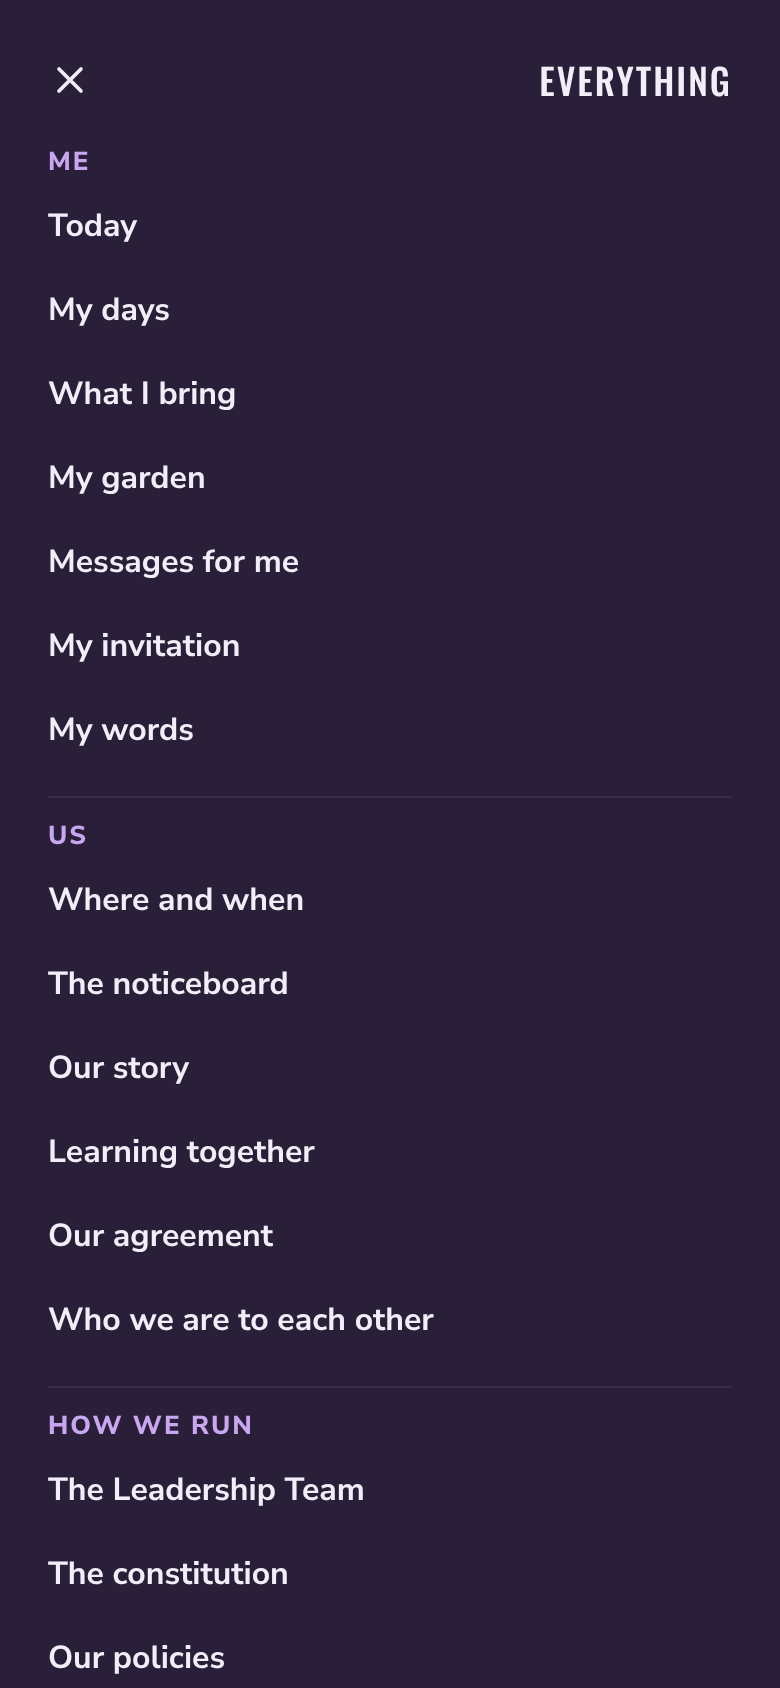 EVERYTHING
ME
Today
My days
What I bring
My garden
Messages for me
My invitation
My words
US
Where and when
The noticeboard
Our story
Learning together
Our agreement
Who we are to each other
HOW WE RUN
The Leadership Team
The constitution
Our policies